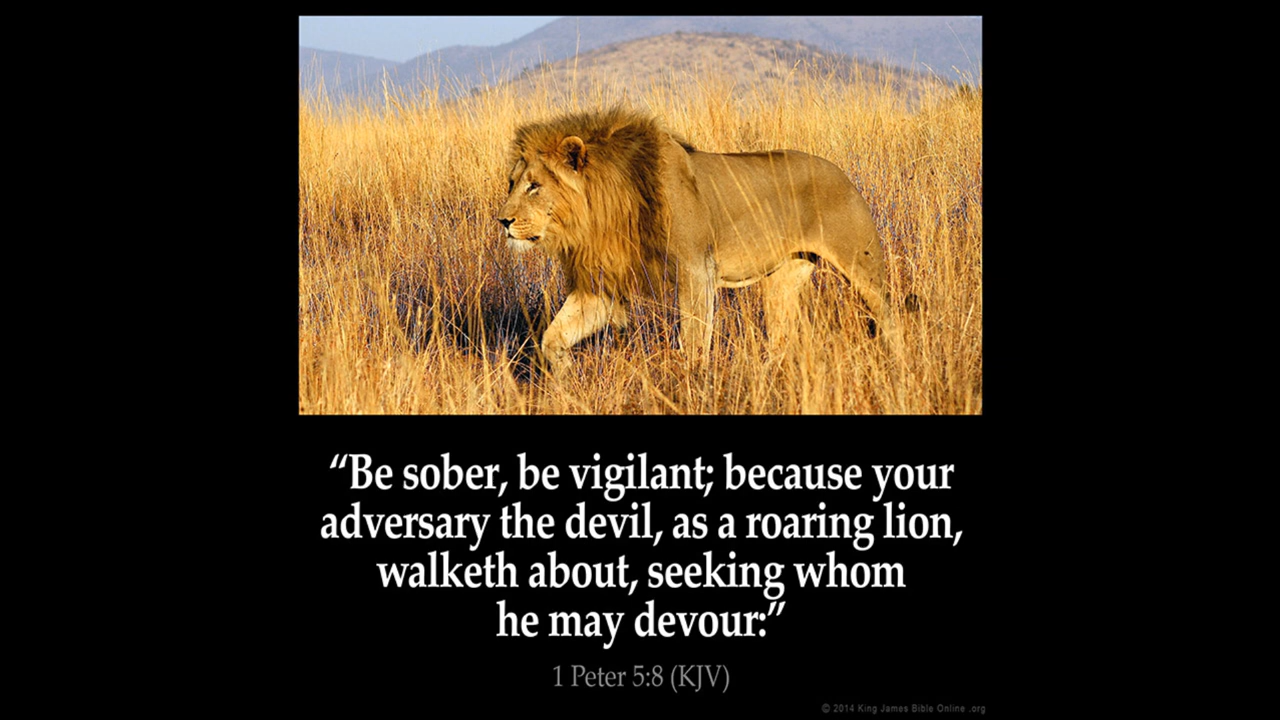 “Be sober, be vigilant; because your
adversary the devil, as a roaring lion,
walketh about, seeking whom
he may devour:”
1 Peter 5:8 (KJV)
© 2014 King James Bible Online .org